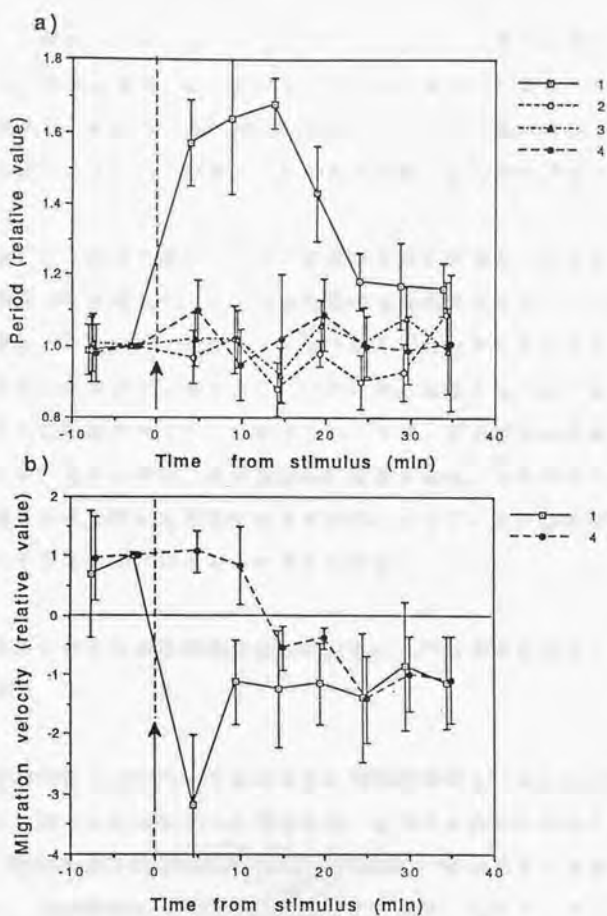 a)
1.8
1.6
1.4
1.2
1.0
0.8
Period (relative value)
-10 0 10 20 30 40
Time from stimulus (min)
1
2
3
4
b)
2
1
0
-1
-2
-3
-4
Migration velocity (relative value)
-10 0 10 20 30 40
Time from stimulus (min)
1
4